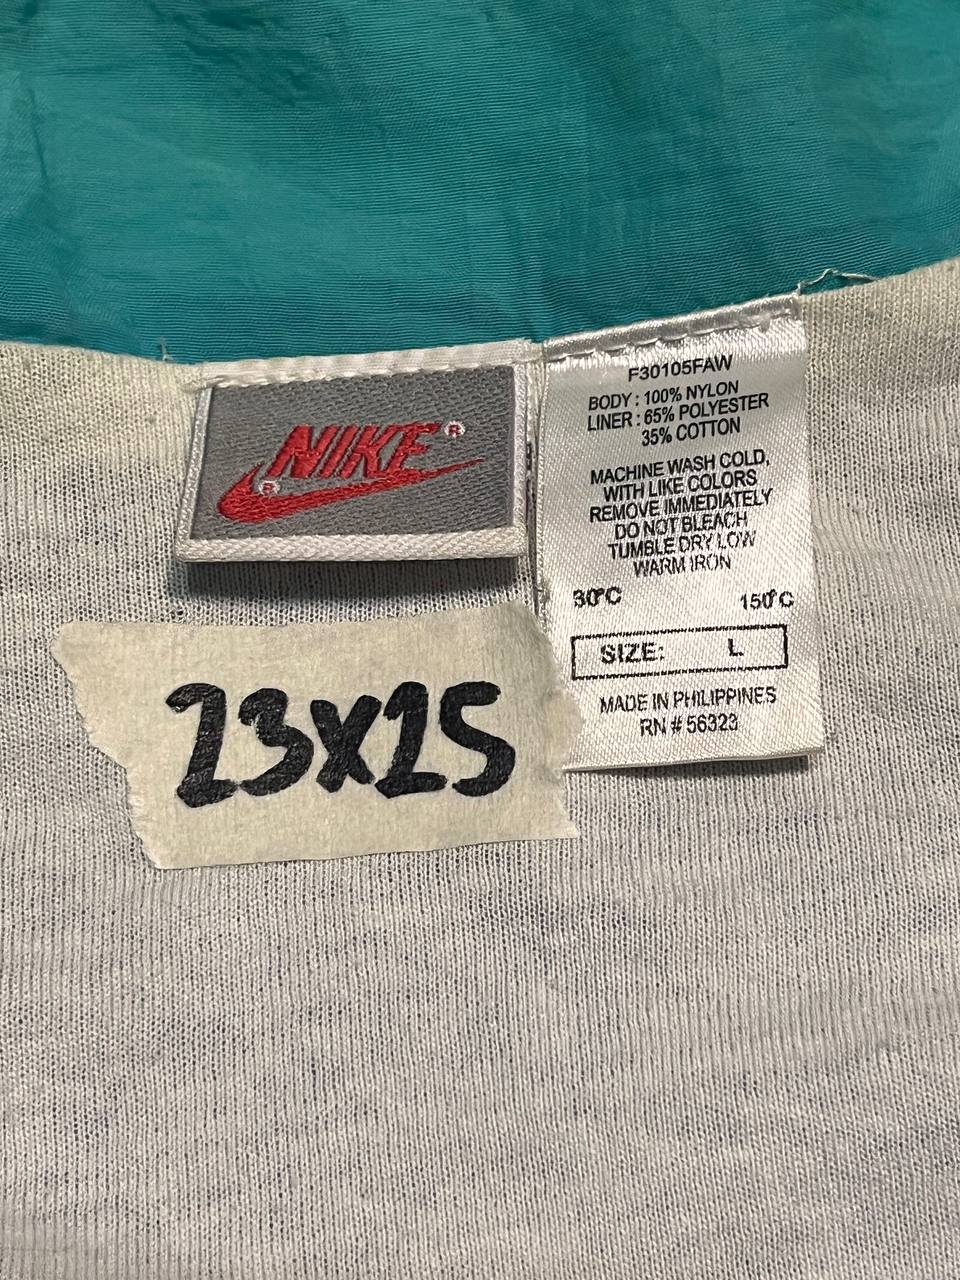 NIKE®
®
F30105FAW
BODY : 100% NYLON
LINER : 65% POLYESTER
35% COTTON
MACHINE WASH COLD,
WITH LIKE COLORS
REMOVE IMMEDIATELY
DO NOT BLEACH
TUMBLE DRY LOW
WARM IRON
30°C 150°C
SIZE: L
MADE IN PHILIPPINES
RN # 56323
23x25